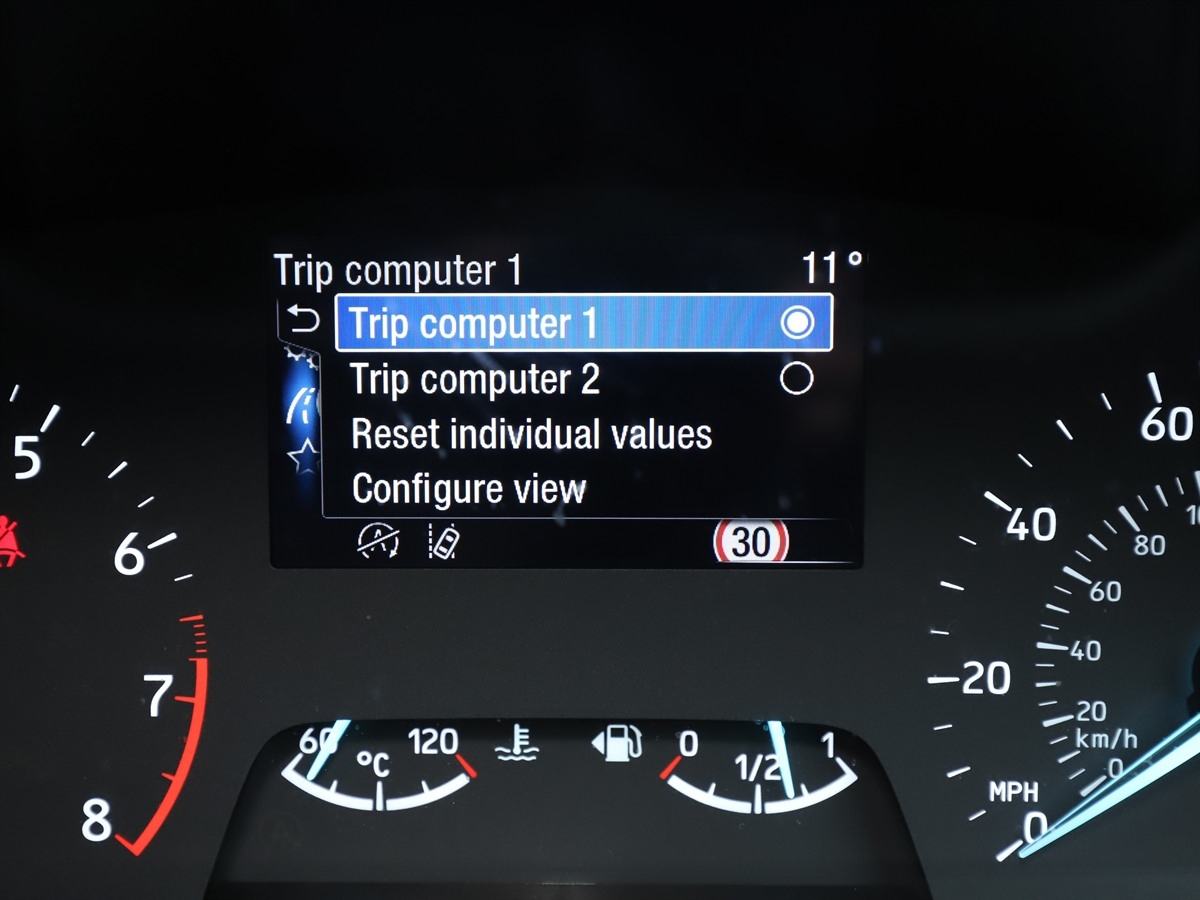 Trip computer 1 11°
Trip computer 1
Trip computer 2
Reset individual values
Configure view
30
5
6
7
8
60
120
°C
0
1/2
1
60
40
20
0
MPH
80
60
40
20
0
km/h